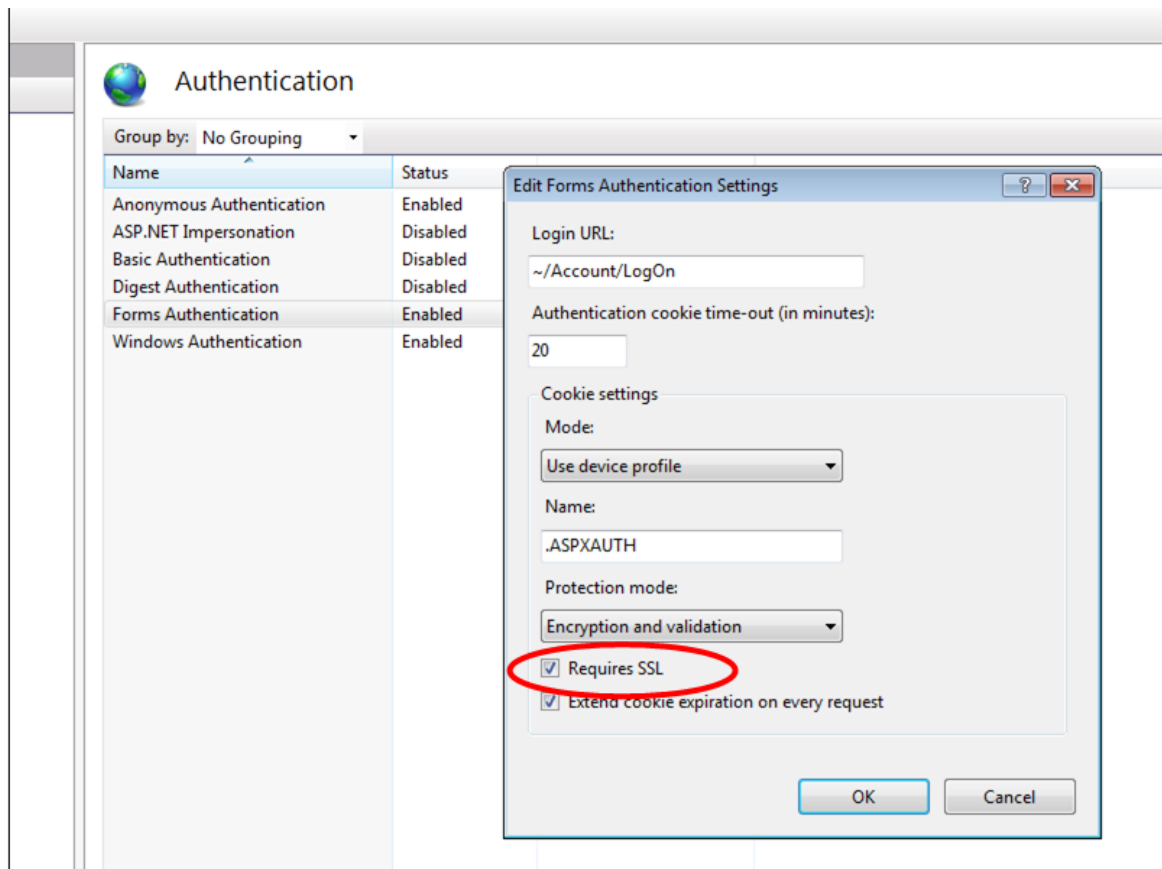 Authentication
Group by: No Grouping
Name Status
Anonymous Authentication Enabled
ASP.NET Impersonation Disabled
Basic Authentication Disabled
Digest Authentication Disabled
Forms Authentication Enabled
Windows Authentication Enabled
Edit Forms Authentication Settings
?
Login URL:
~/Account/LogOn
Authentication cookie time-out (in minutes):
20
Cookie settings
Mode:
Use device profile
Name:
.ASPXAUTH
Protection mode:
Encryption and validation
Requires SSL
Extend cookie expiration on every request
OK Cancel